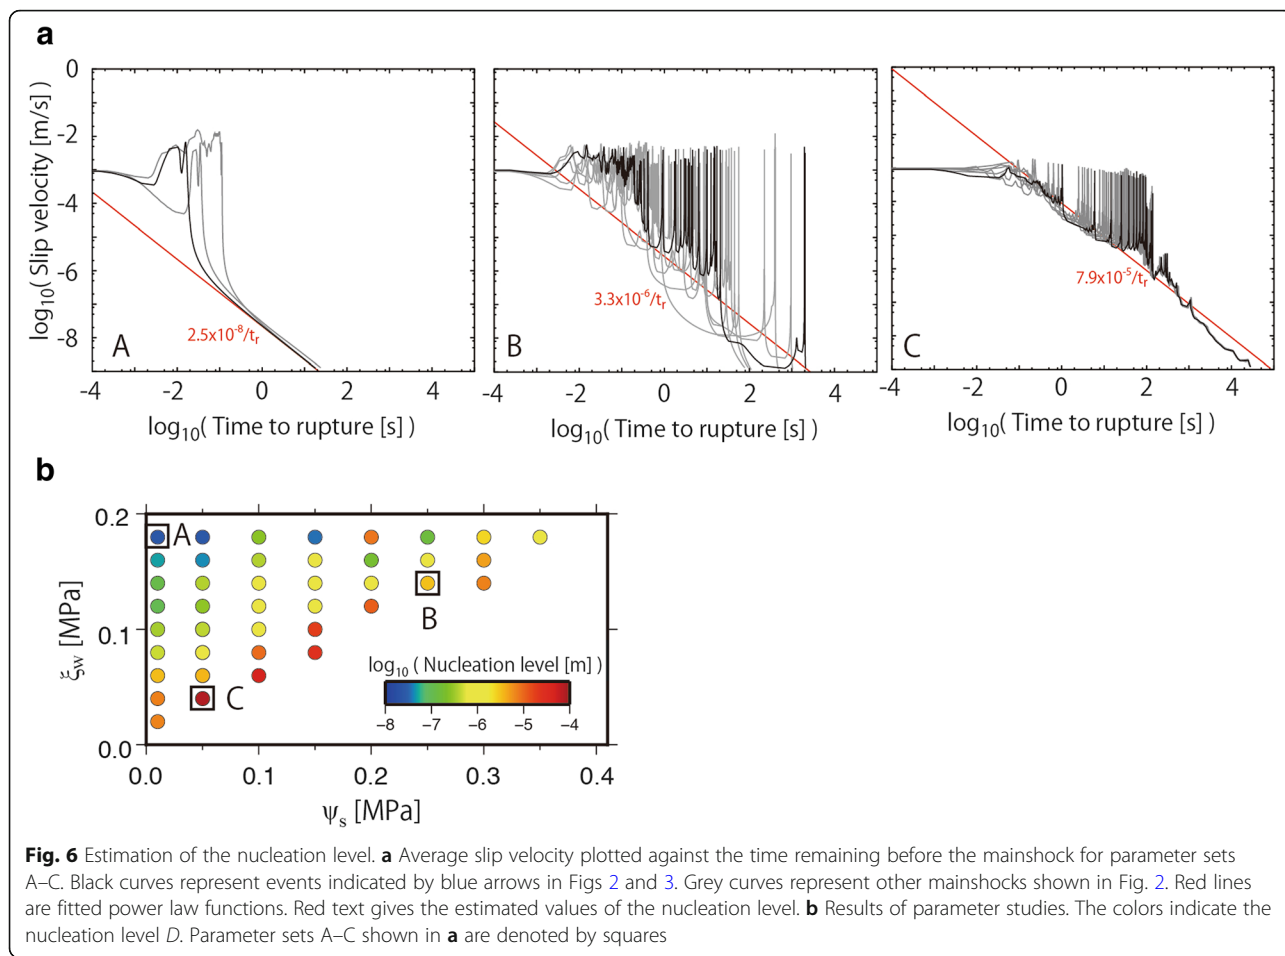 a
0
-2
-4
-6
-8
log10(Slip velocity [m/s] )
A
2.5x10-8/tr
-4 -2 0 2 4
log10( Time to rupture [s] )
B
3.3x10-6/tr
-4 -2 0 2 4
log10( Time to rupture [s] )
C
7.9x10-5/tr
-4 -2 0 2 4
log10( Time to rupture [s] )
b
0.2
0.1
0.0
ξw [MPa]
A
B
C
log10 ( Nucleation level [m] )
−8 −7 −6 −5 −4
0.0 0.1 0.2 0.3 0.4
ψs [MPa]
Fig. 6 Estimation of the nucleation level. a Average slip velocity plotted against the time remaining before the mainshock for parameter sets
A–C. Black curves represent events indicated by blue arrows in Figs 2 and 3. Grey curves represent other mainshocks shown in Fig. 2. Red lines
are fitted power law functions. Red text gives the estimated values of the nucleation level. b Results of parameter studies. The colors indicate the
nucleation level D. Parameter sets A–C shown in a are denoted by squares